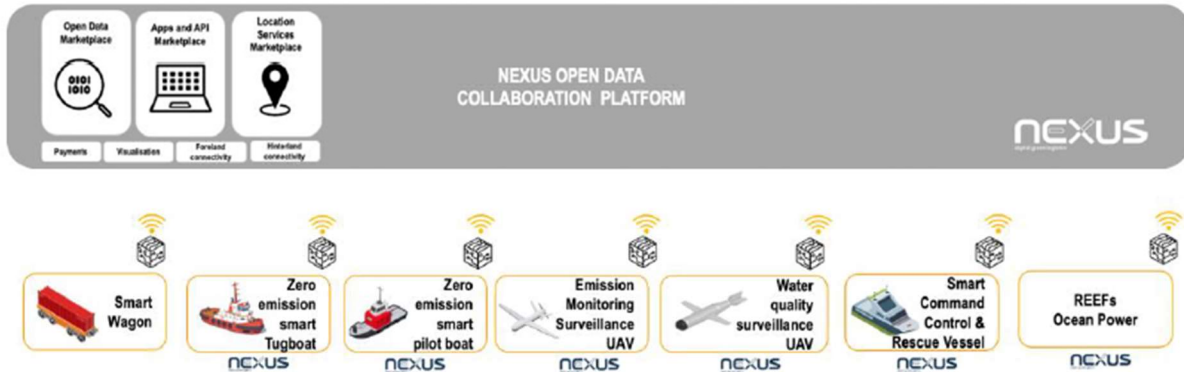 Open Data
Marketplace
0101
1010
Apps and API
Marketplace
Location
Services
Marketplace
Payments
Visualisation
Foreland
connectivity
Hinterland
connectivity
NEXUS OPEN DATA
COLLABORATION PLATFORM
nexus
Smart
Wagon
Zero
emission
smart
Tugboat
nexus
Zero
emission
smart
pilot boat
nexus
Emission
Monitoring
Surveillance
UAV
nexus
Water
quality
surveillance
UAV
nexus
Smart
Command
Control &
Rescue Vessel
nexus
REEFs
Ocean Power
nexus